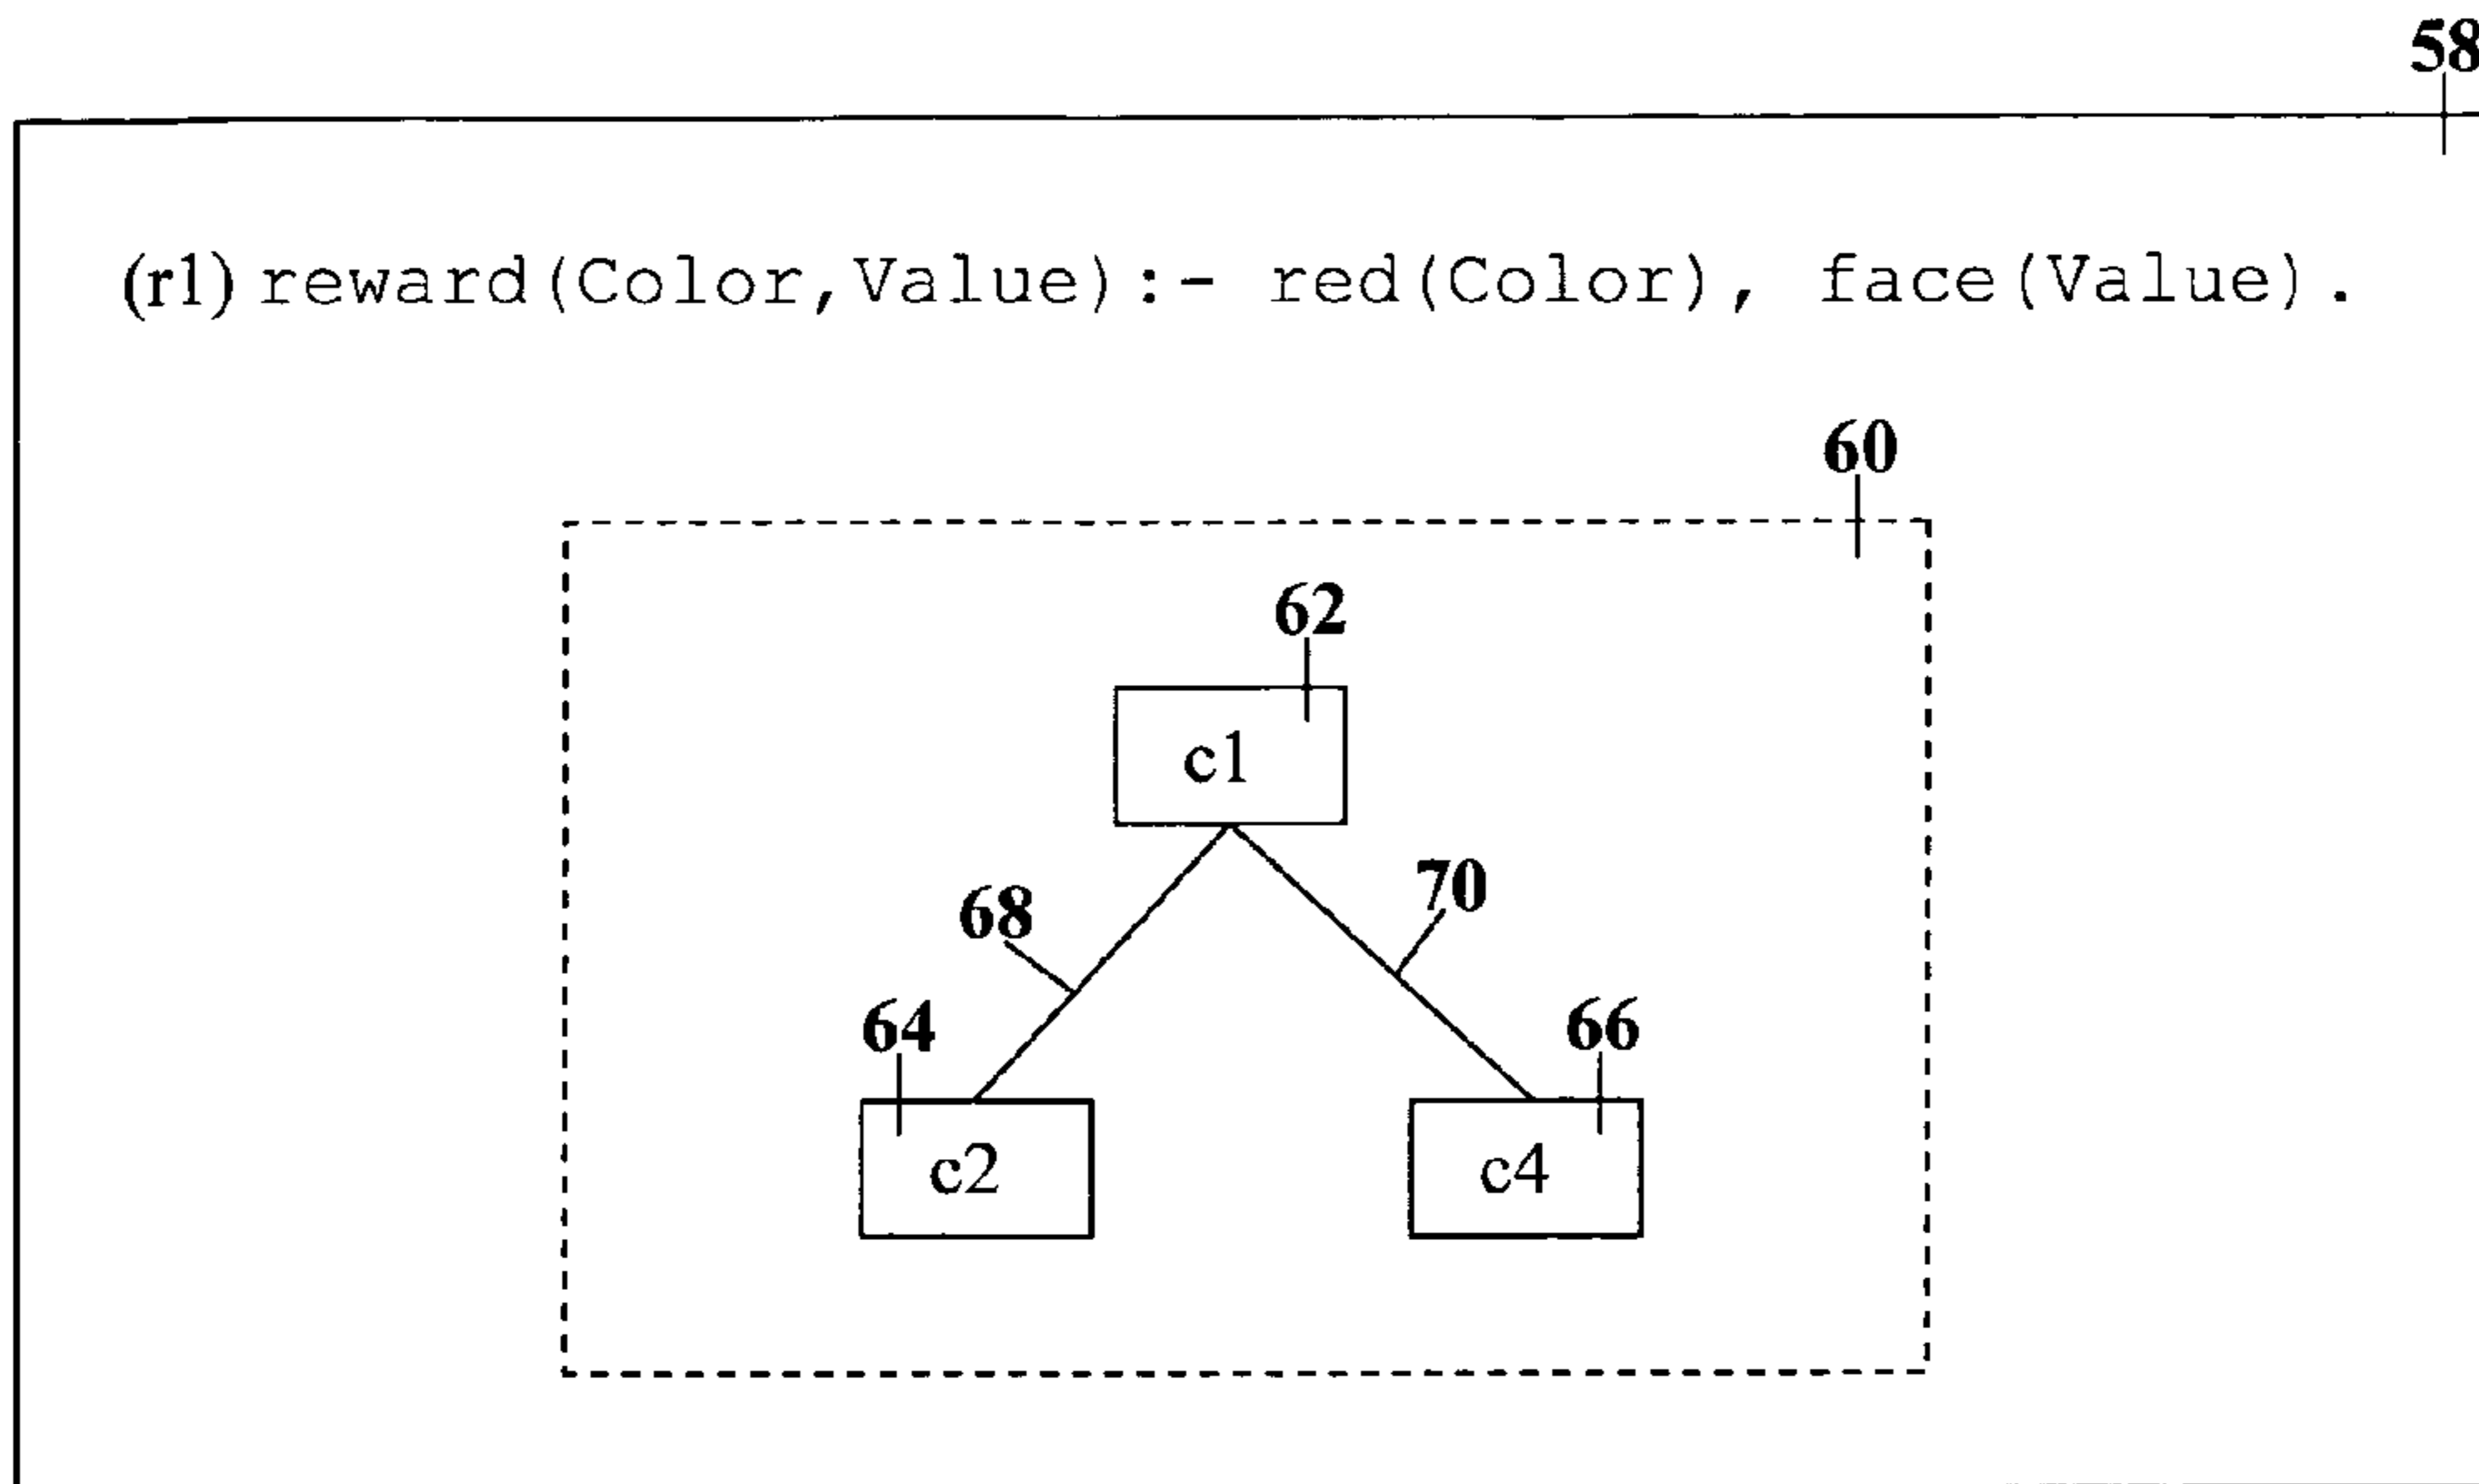 58
(r1) reward(Color,Value):- red(Color), face(Value).
60
62
c1
70
68
64
66
c2
c4